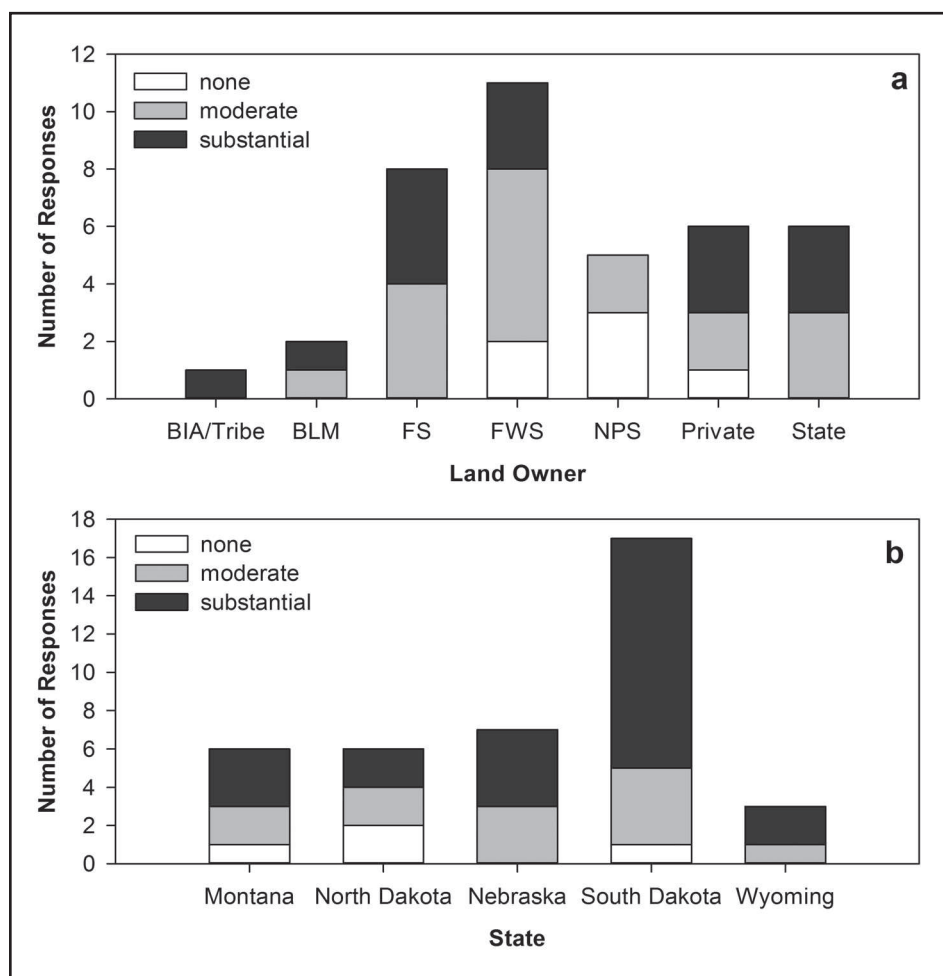 a
none
moderate
substantial
Number of Responses
12
10
8
6
4
2
0
BIA/Tribe BLM FS FWS NPS Private State
Land Owner
b
none
moderate
substantial
Number of Responses
18
16
14
12
10
8
6
4
2
0
Montana North Dakota Nebraska South Dakota Wyoming
State